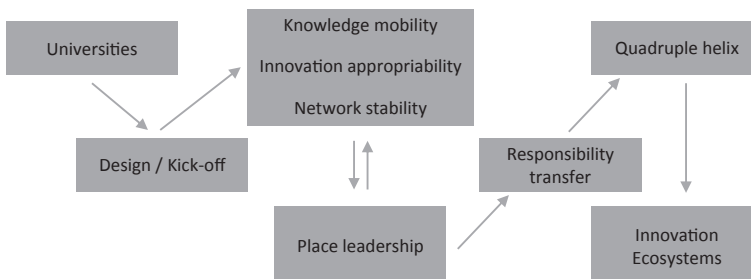 Universities
Design / Kick-off
Knowledge mobility
Innovation appropriability
Network stability
Place leadership
Responsibility
transfer
Quadruple helix
Innovation
Ecosystems